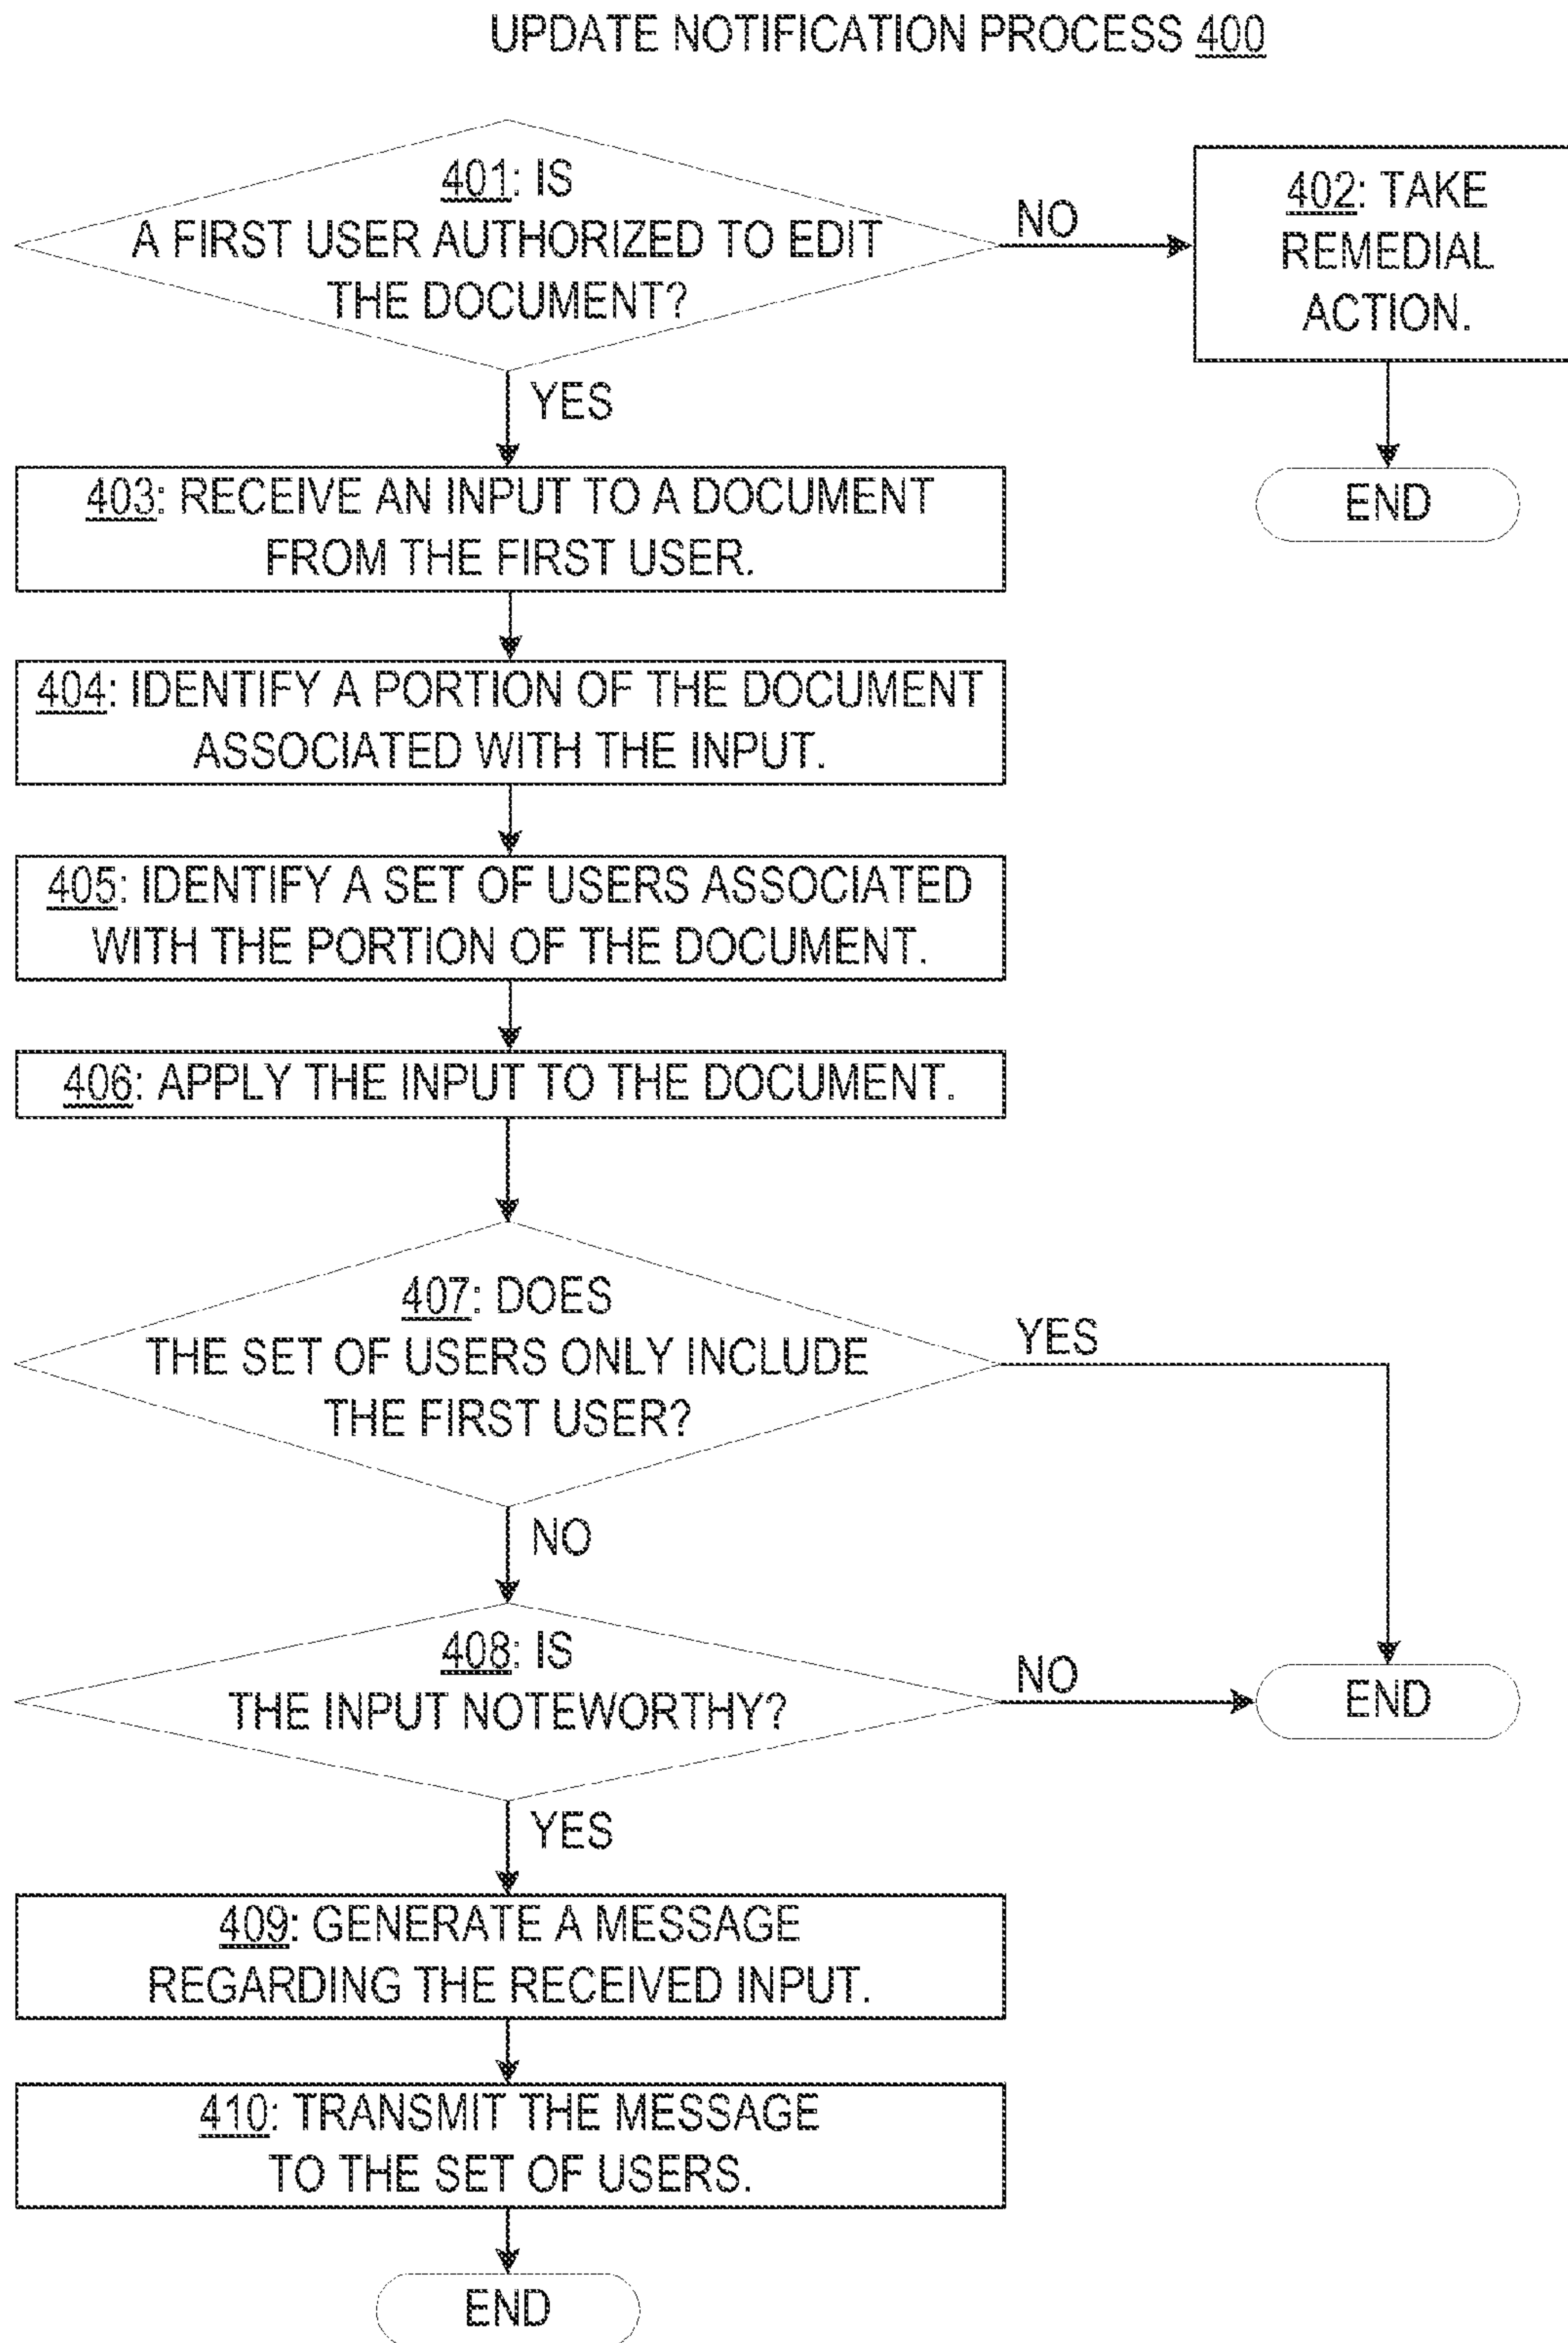 UPDATE NOTIFICATION PROCESS 400
401: IS
A FIRST USER AUTHORIZED TO EDIT
THE DOCUMENT?
NO
402: TAKE
REMEDIAL
ACTION.
YES
END
403: RECEIVE AN INPUT TO A DOCUMENT
FROM THE FIRST USER.
404: IDENTIFY A PORTION OF THE DOCUMENT
ASSOCIATED WITH THE INPUT.
405: IDENTIFY A SET OF USERS ASSOCIATED
WITH THE PORTION OF THE DOCUMENT.
406: APPLY THE INPUT TO THE DOCUMENT.
407: DOES
THE SET OF USERS ONLY INCLUDE
THE FIRST USER?
YES
NO
408: IS
THE INPUT NOTEWORTHY?
NO
END
YES
409: GENERATE A MESSAGE
REGARDING THE RECEIVED INPUT.
410: TRANSMIT THE MESSAGE
TO THE SET OF USERS.
END